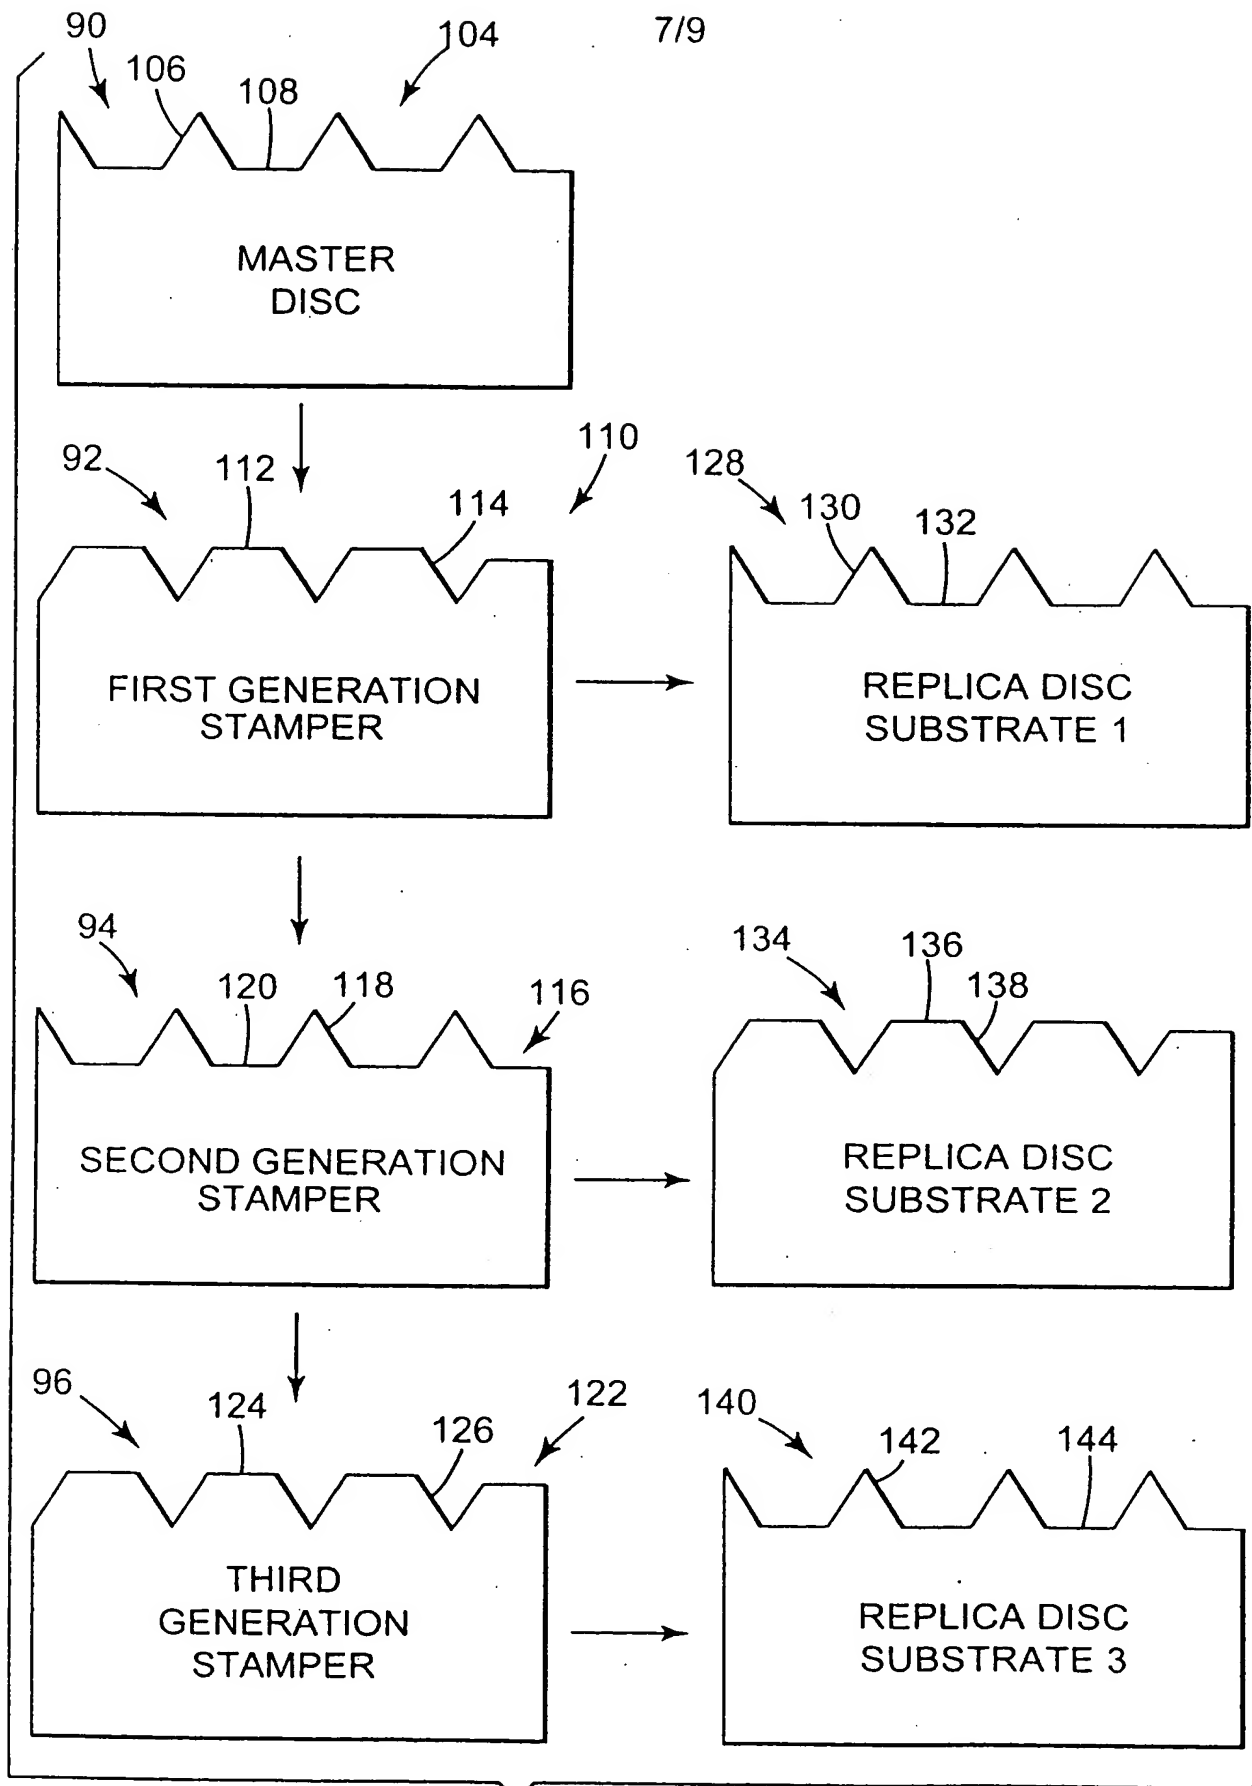 7/9
90
104
106
108
MASTER
DISC
92
112
110
114
FIRST GENERATION
STAMPER
128
130
132
REPLICA DISC
SUBSTRATE 1
94
120
118
116
SECOND GENERATION
STAMPER
134
136
138
REPLICA DISC
SUBSTRATE 2
96
124
126
122
THIRD
GENERATION
STAMPER
140
142
144
REPLICA DISC
SUBSTRATE 3